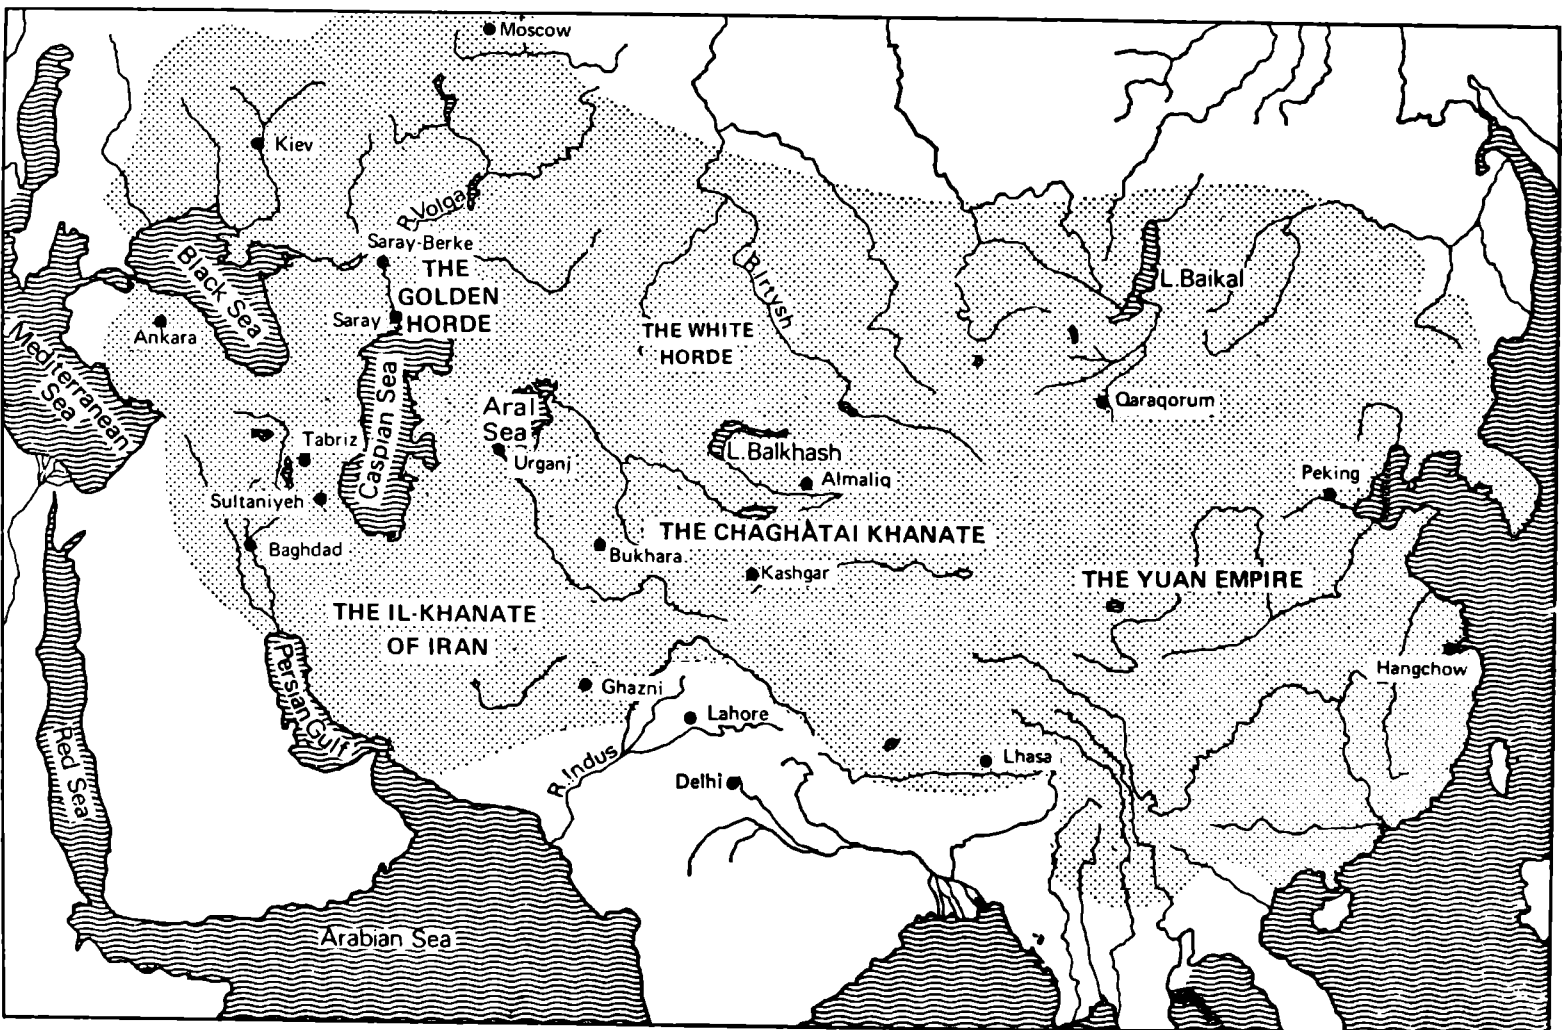 Moscow
Kiev
R.Volga
Saray-Berke
THE
GOLDEN
HORDE
Black Sea
Saray
Ankara
Mediterranean
Sea
R.Irtysh
THE WHITE
HORDE
L.Baikal
Qaraqorum
Caspian Sea
Aral
Sea
Tabriz
Urganj
L.Balkhash
Almaliq
Peking
Sultaniyeh
THE CHAGHATAI KHANATE
Baghdad
Bukhara
Kashgar
THE YUAN EMPIRE
THE IL-KHANATE
OF IRAN
Persian Gulf
Hangchow
Ghazni
Lahore
Red Sea
R.Indus
Delhi
Lhasa
Arabian Sea